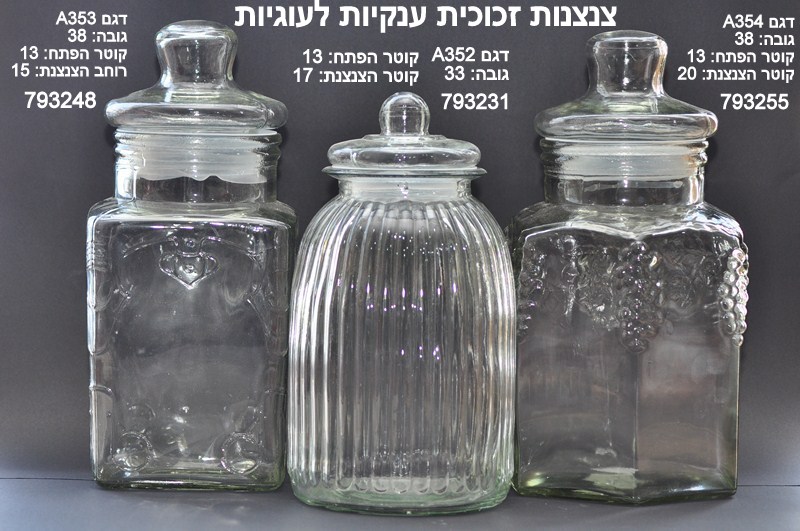 צנצנות זכוכית ענקיות לעוגיות
דגם A354
גובה: 38
קוטר הפתח: 13
קוטר הצנצנת: 20
793255
דגם A352 קוטר הפתח: 13
גובה: 33 קוטר הצנצנת: 17
793231
דגם A353
גובה: 38
קוטר הפתח: 13
רוחב הצנצנת: 15
793248